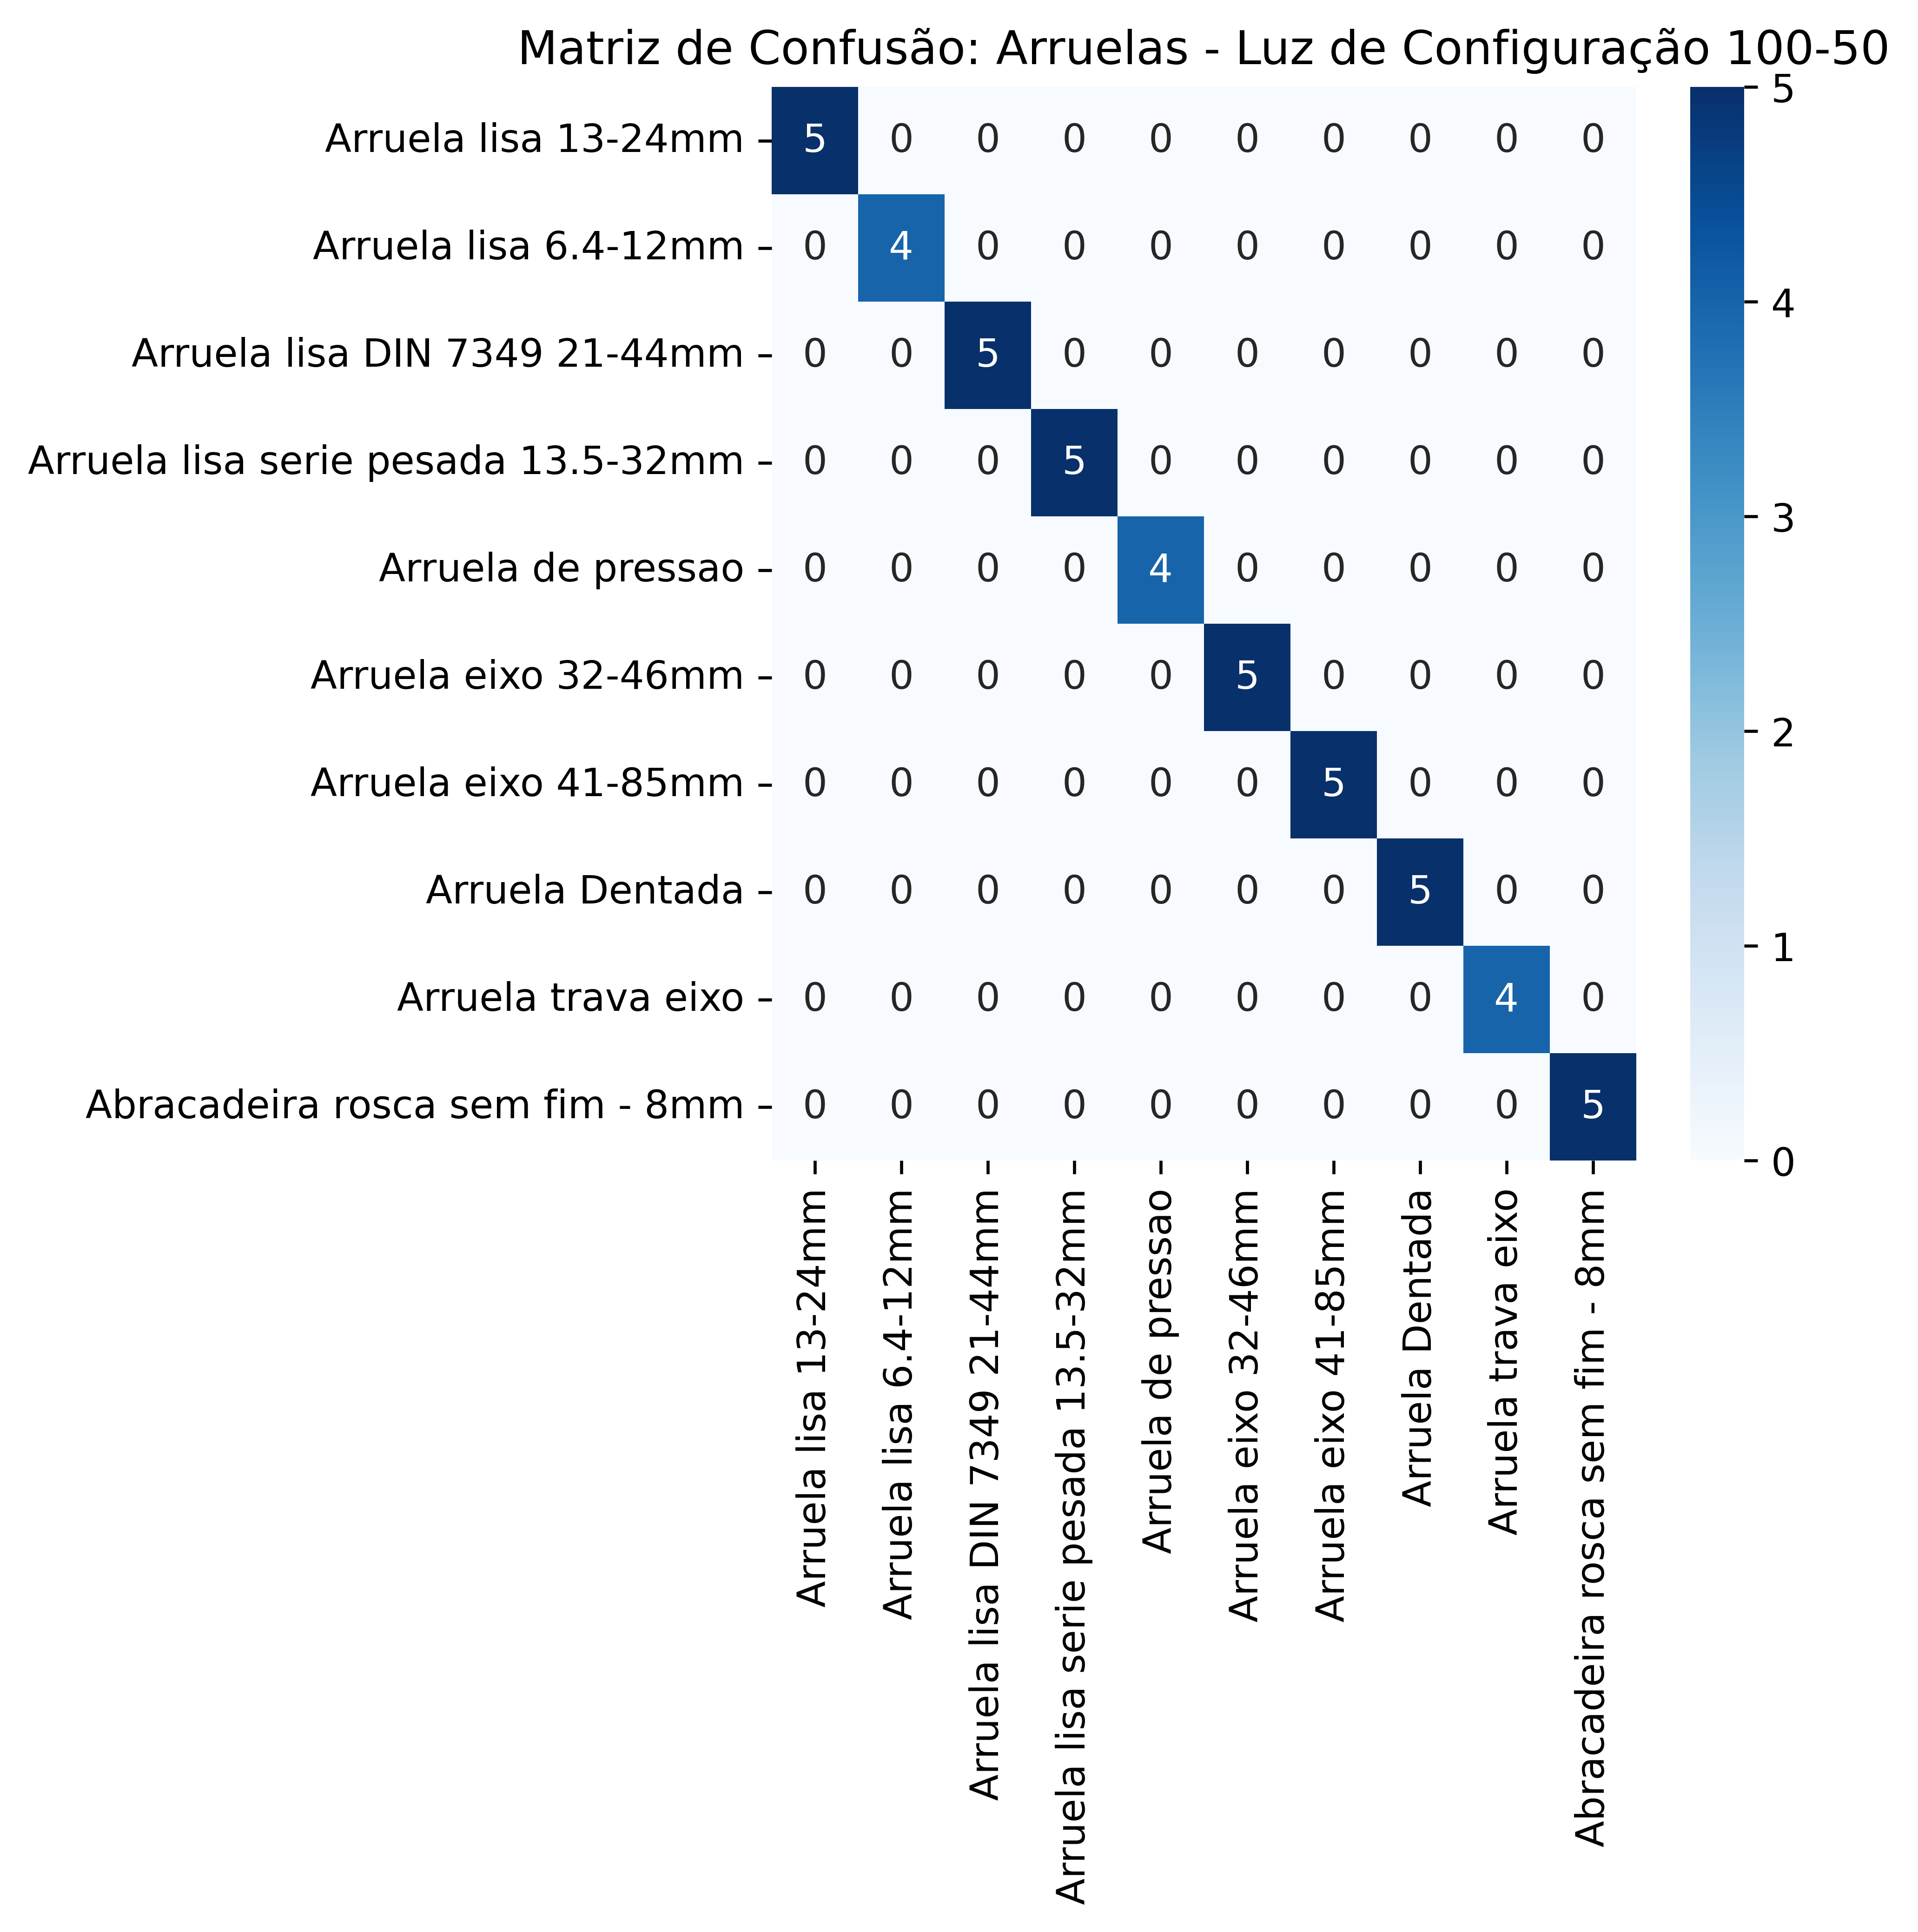 Matriz de Confusão: Arruelas - Luz de Configuração 100-50
Arruela lisa 13-24mm 5 0 0 0 0 0 0 0 0 0
Arruela lisa 6.4-12mm 0 4 0 0 0 0 0 0 0 0
Arruela lisa DIN 7349 21-44mm 0 0 5 0 0 0 0 0 0 0
Arruela lisa serie pesada 13.5-32mm 0 0 0 5 0 0 0 0 0 0
Arruela de pressao 0 0 0 0 4 0 0 0 0 0
Arruela eixo 32-46mm 0 0 0 0 0 5 0 0 0 0
Arruela eixo 41-85mm 0 0 0 0 0 0 5 0 0 0
Arruela Dentada 0 0 0 0 0 0 0 5 0 0
Arruela trava eixo 0 0 0 0 0 0 0 0 4 0
Abracadeira rosca sem fim - 8mm 0 0 0 0 0 0 0 0 0 5
Arruela lisa 13-24mm
Arruela lisa 6.4-12mm
Arruela lisa DIN 7349 21-44mm
Arruela lisa serie pesada 13.5-32mm
Arruela de pressao
Arruela eixo 32-46mm
Arruela eixo 41-85mm
Arruela Dentada
Arruela trava eixo
Abracadeira rosca sem fim - 8mm
5
4
3
2
1
0